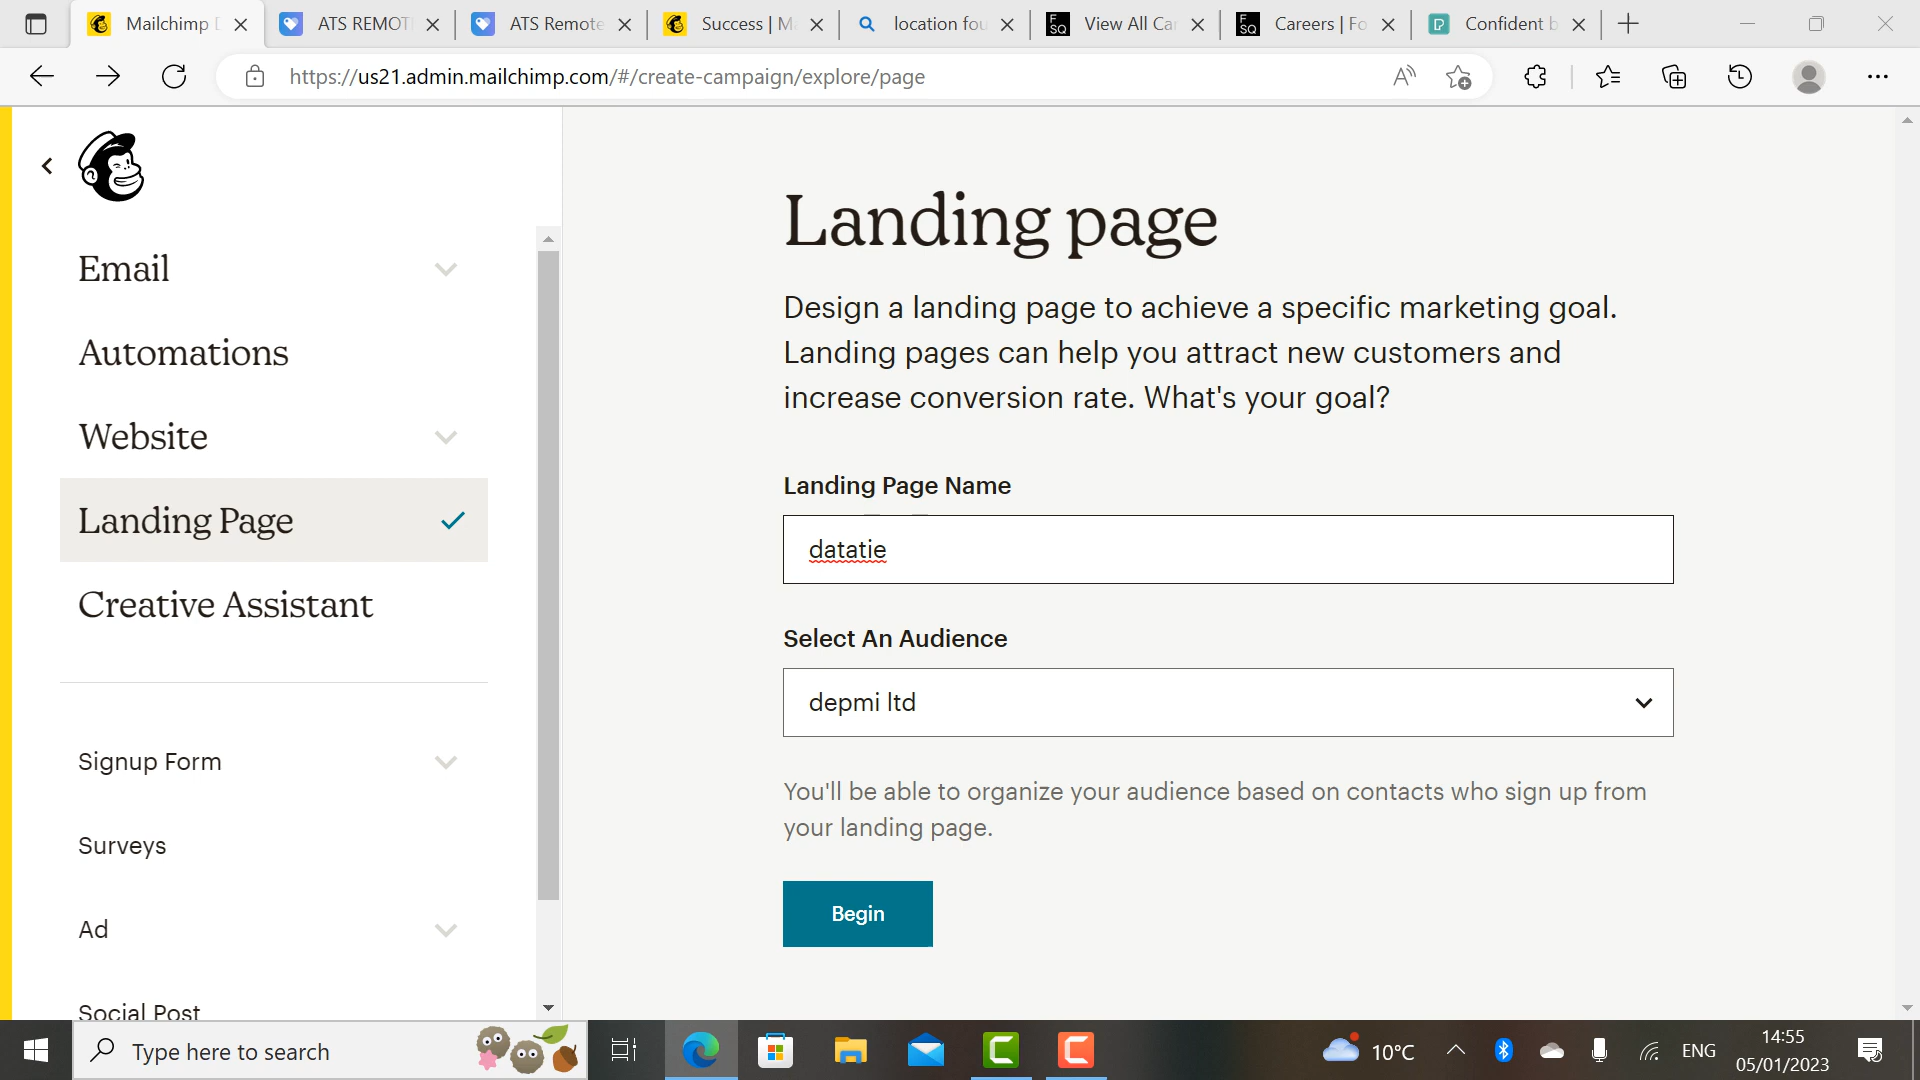 Mailchimp
ATS REMOT
ATS Remote
Success | M
location fou
View All Ca
Careers | Fo
Confident b
https://us21.admin.mailchimp.com/#/create-campaign/explore/page
Landing page
Design a landing page to achieve a specific marketing goal.
Landing pages can help you attract new customers and
increase conversion rate. What's your goal?
Landing Page Name
datatie
Select An Audience
depmi ltd
You'll be able to organize your audience based on contacts who sign up from
your landing page.
Begin
Email
Automations
Website
Landing Page
Creative Assistant
Signup Form
Surveys
Ad
Social Post
Type here to search
10°C
ENG
14:55
05/01/2023